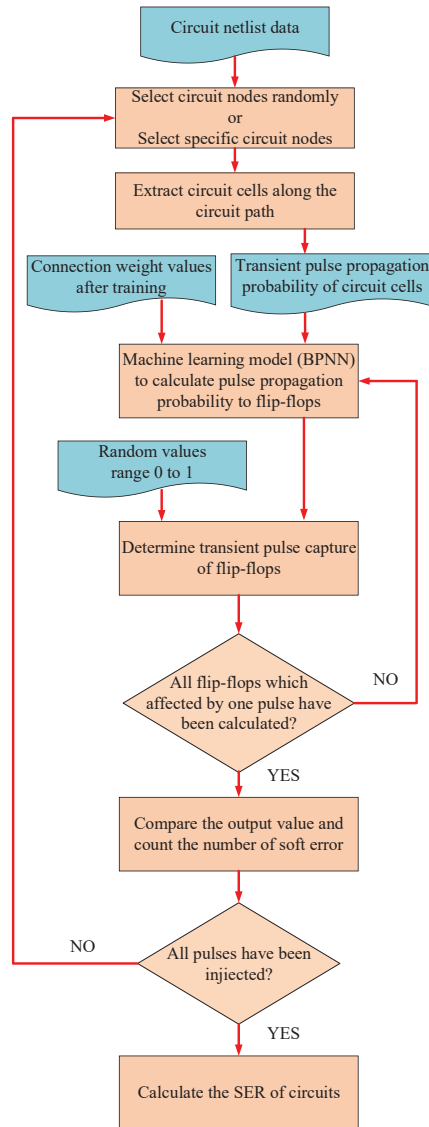 Circuit netlist data
Select circuit nodes randomly
or
Select specific circuit nodes
Extract circuit cells along the
circuit path
Connection weight values
after training
Transient pulse propagation
probability of circuit cells
Machine learning model (BPNN)
to calculate pulse propagation
probability to flip-flops
Random values
range 0 to 1
Determine transient pulse capture
of flip-flops
All flip-flops which
affected by one pulse have
been calculated?
NO
YES
Compare the output value and
count the number of soft error
NO
All pulses have been
injiected?
YES
Calculate the SER of circuits